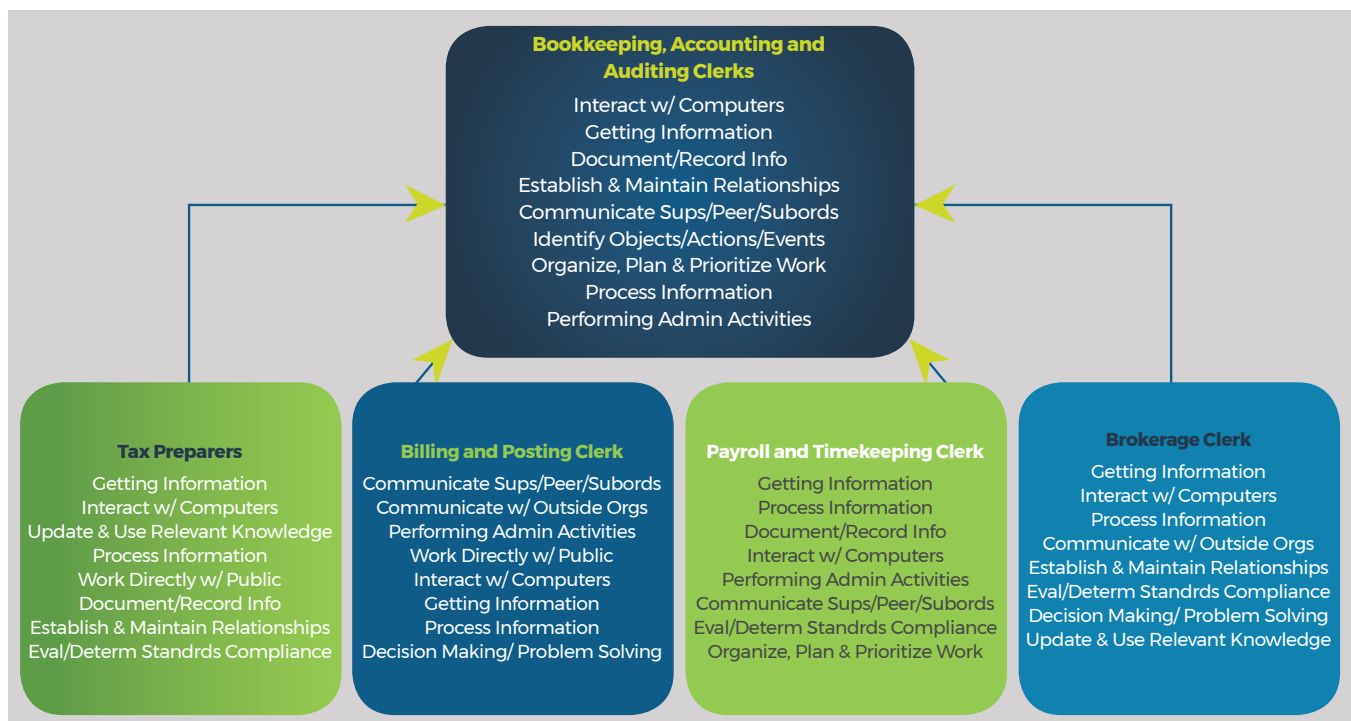 Bookkeeping, Accounting and
Auditing Clerks
Interact w/ Computers
Getting Information
Document/Record Info
Establish & Maintain Relationships
Communicate Sups/Peer/Subords
Identify Objects/Actions/Events
Organize, Plan & Prioritize Work
Process Information
Performing Admin Activities
Tax Preparers
Getting Information
Interact w/ Computers
Update & Use Relevant Knowledge
Process Information
Work Directly w/ Public
Document/Record Info
Establish & Maintain Relationships
Eval/Determ Standrds Compliance
Billing and Posting Clerk
Communicate Sups/Peer/Subords
Communicate w/ Outside Orgs
Performing Admin Activities
Work Directly w/ Public
Interact w/ Computers
Getting Information
Process Information
Decision Making/ Problem Solving
Payroll and Timekeeping Clerk
Getting Information
Process Information
Document/Record Info
Interact w/ Computers
Performing Admin Activities
Communicate Sups/Peer/Subords
Eval/Determ Standrds Compliance
Organize, Plan & Prioritize Work
Brokerage Clerk
Getting Information
Interact w/ Computers
Process Information
Communicate w/ Outside Orgs
Establish & Maintain Relationships
Eval/Determ Standrds Compliance
Decision Making/ Problem Solving
Update & Use Relevant Knowledge